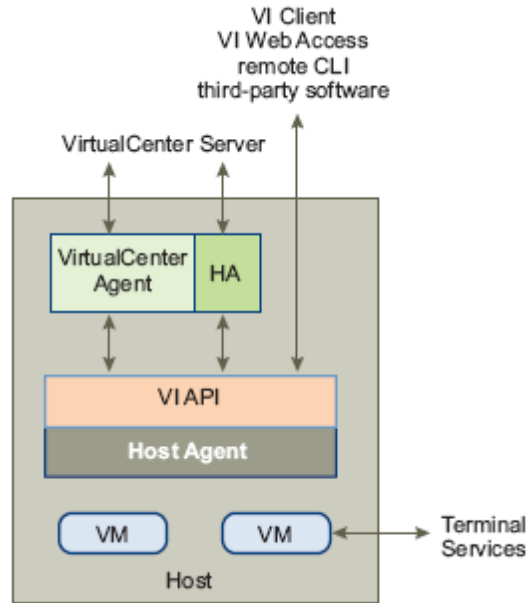 VI Client
VI Web Access
remote CLI
third-party software
VirtualCenter Server
VirtualCenter
Agent
HA
VI API
Host Agent
VM
VM
Terminal
Services
Host